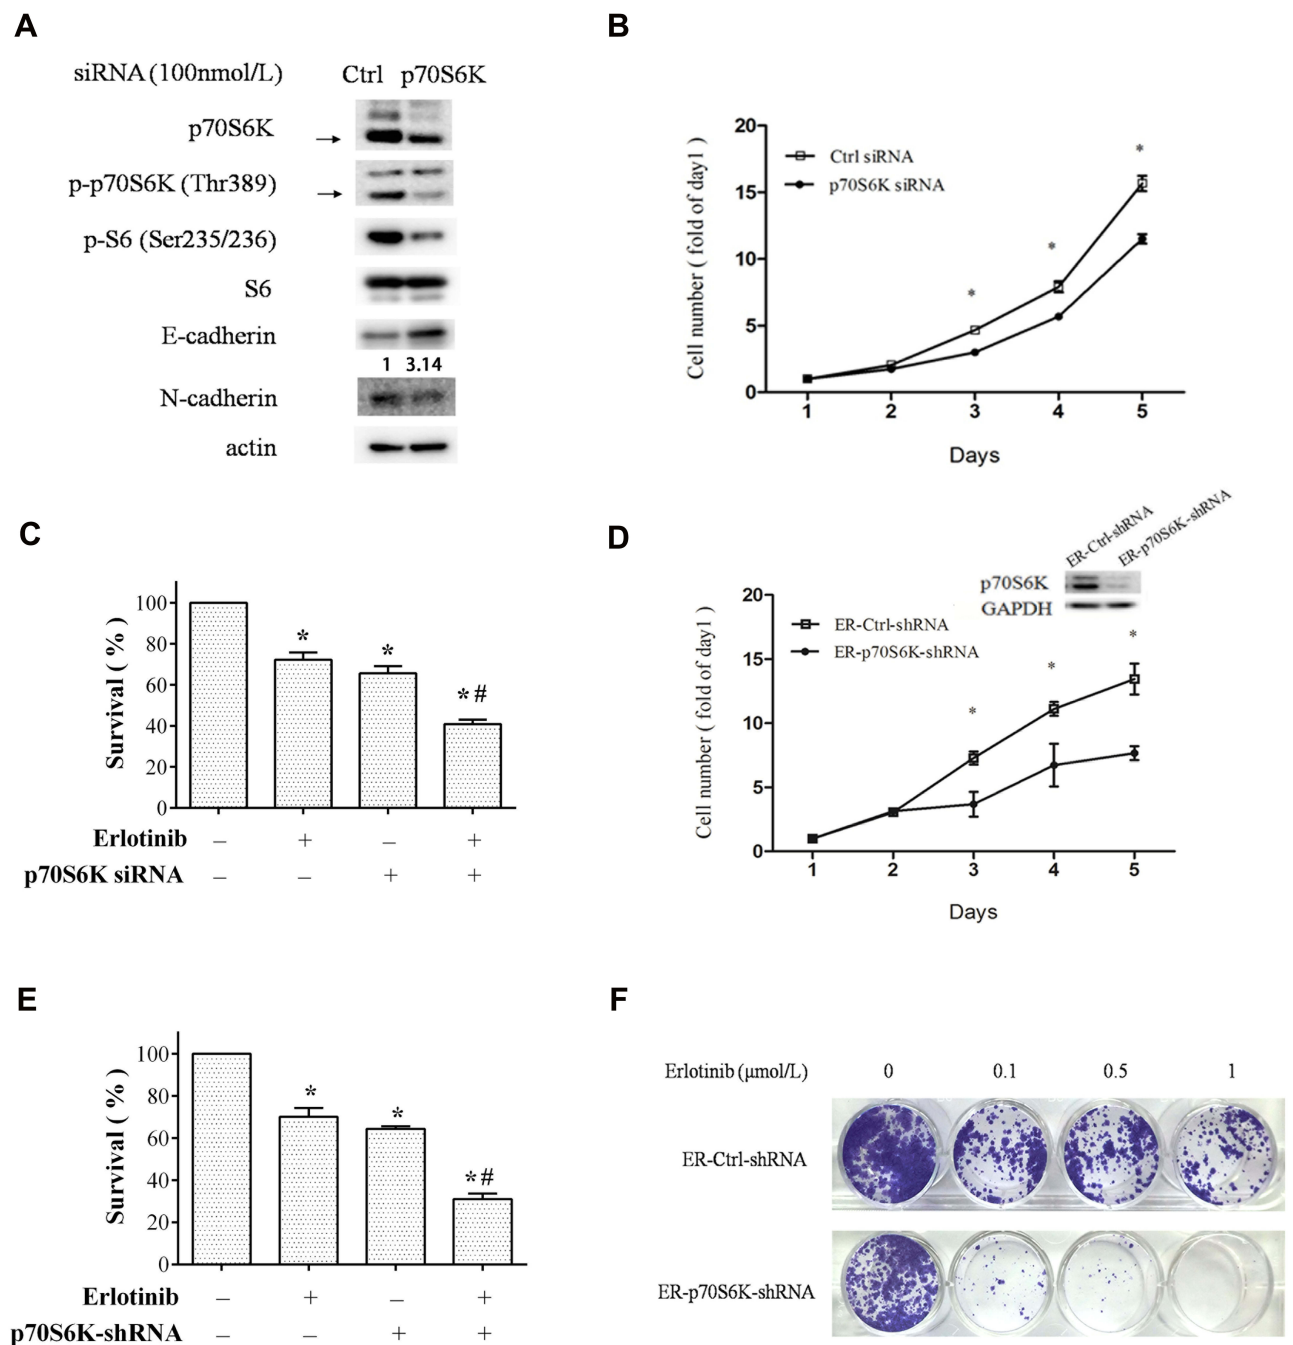 A
siRNA (100nmol/L) Ctrl p70S6K
p70S6K
p-p70S6K (Thr389)
p-S6 (Ser235/236)
S6
E-cadherin
1 3.14
N-cadherin
actin
B
Cell number ( fold of day1 )
20
15
10
5
0
Ctrl siRNA
p70S6K siRNA
*
*
*
1 2 3 4 5
Days
C
Survival ( % )
100
80
60
40
20
0
*
*
*#
Erlotinib – + – +
p70S6K siRNA – – + +
D
ER-Ctrl-shRNA
ER-p70S6K-shRNA
p70S6K
GAPDH
Cell number ( fold of day1 )
20
15
10
5
0
ER-Ctrl-shRNA
ER-p70S6K-shRNA
*
*
*
1 2 3 4 5
Days
E
Survival ( % )
100
80
60
40
20
0
*
*
*#
Erlotinib – + – +
p70S6K-shRNA – – + +
F
Erlotinib (μmol/L) 0 0.1 0.5 1
ER-Ctrl-shRNA
ER-p70S6K-shRNA